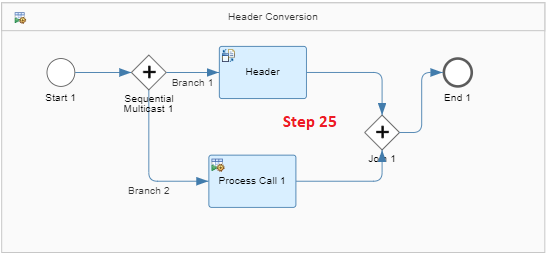 Header Conversion
Start 1
Sequential
Multicast 1
Branch 1
Header
Step 25
Join 1
End 1
Branch 2
Process Call 1